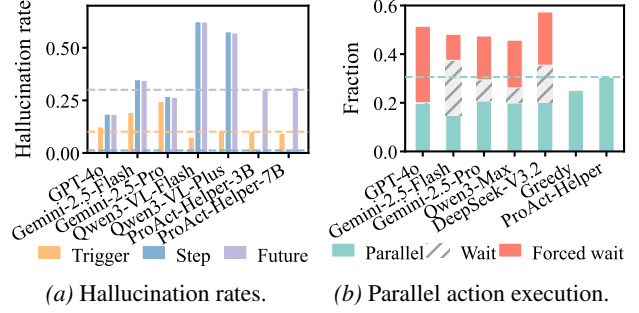 Hallucination rate
0.50
0.25
0.00
GPT-4o
Gemini-2.5-Flash
Gemini-2.5-Pro
Qwen3-VL-Flash
Qwen3-VL-Plus
ProAct-Helper-3B
ProAct-Helper-7B
Trigger Step Future
(a) Hallucination rates.
Fraction
0.6
0.4
0.2
0.0
GPT-4o
Gemini-2.5-Flash
Gemini-2.5-Pro
Qwen3-Max
DeepSeek-V3.2
Greedy
ProAct-Helper
Parallel Wait Forced wait
(b) Parallel action execution.